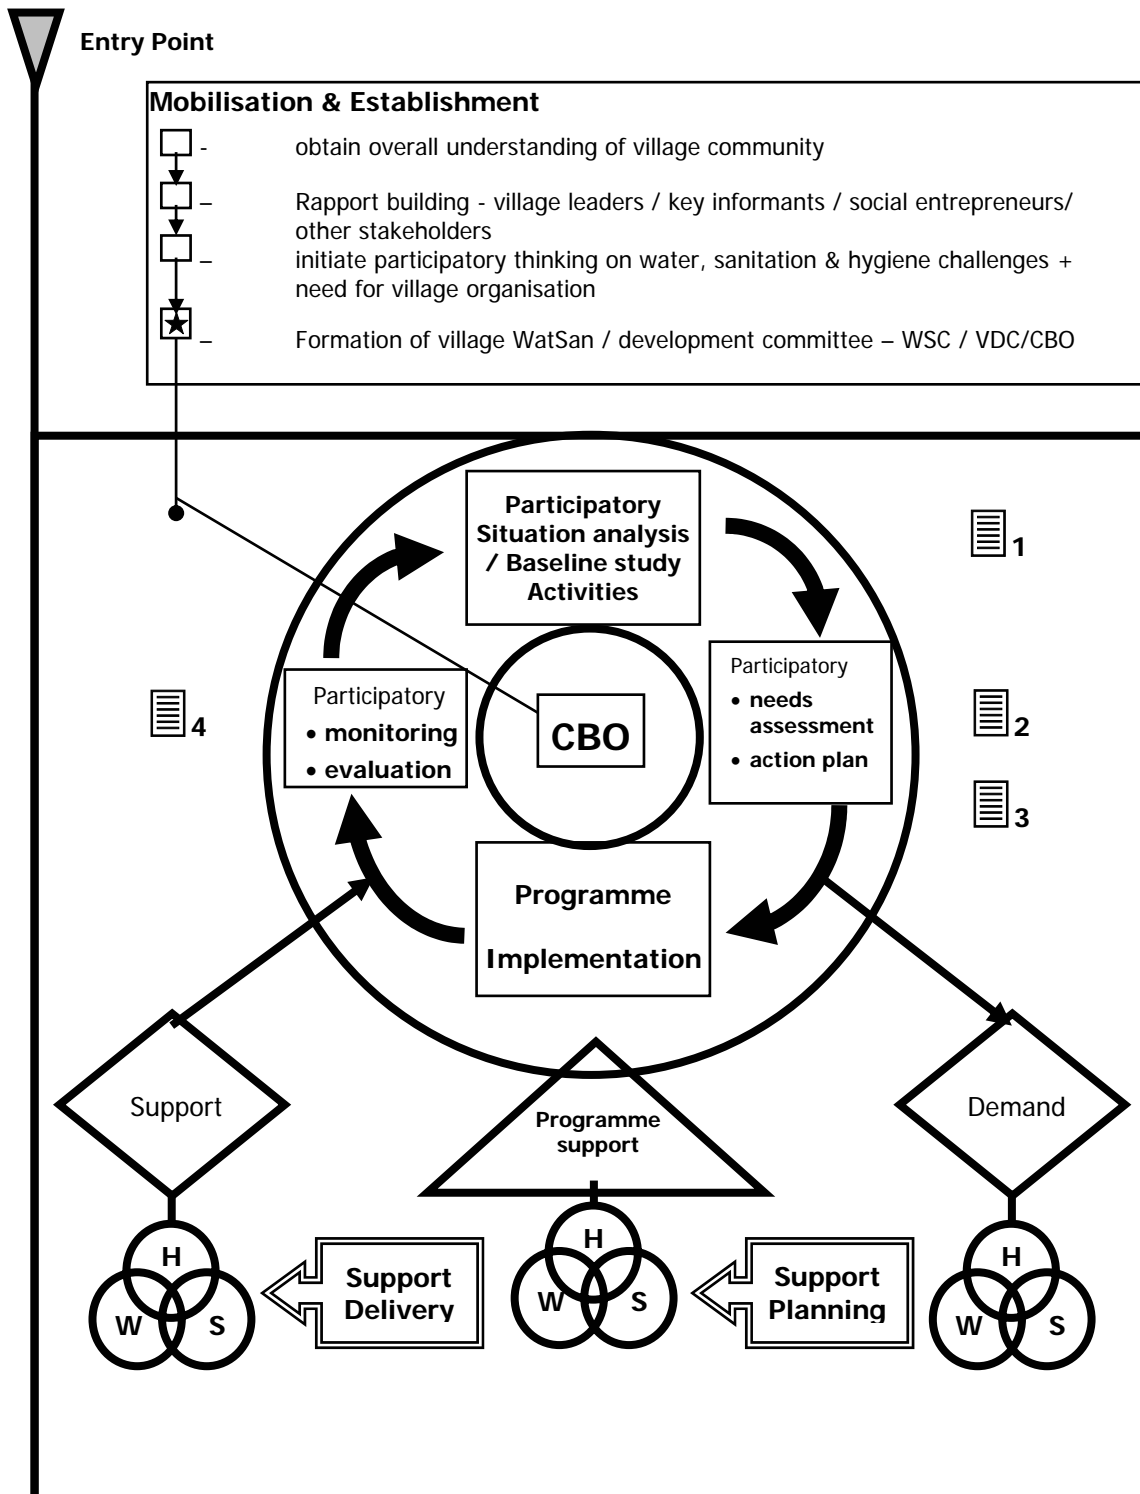 Entry Point
Mobilisation & Establishment
- obtain overall understanding of village community
– Rapport building - village leaders / key informants / social entrepreneurs/
other stakeholders
– initiate participatory thinking on water, sanitation & hygiene challenges +
need for village organisation
– Formation of village WatSan / development committee – WSC / VDC/CBO
Participatory
Situation analysis
/ Baseline study
Activities
1
Participatory
• needs
assessment
• action plan
2
3
Participatory
• monitoring
• evaluation
4
CBO
Programme
Implementation
Support
Programme
support
Demand
H
W S
Support
Delivery
H
W S
Support
Planning
H
W S